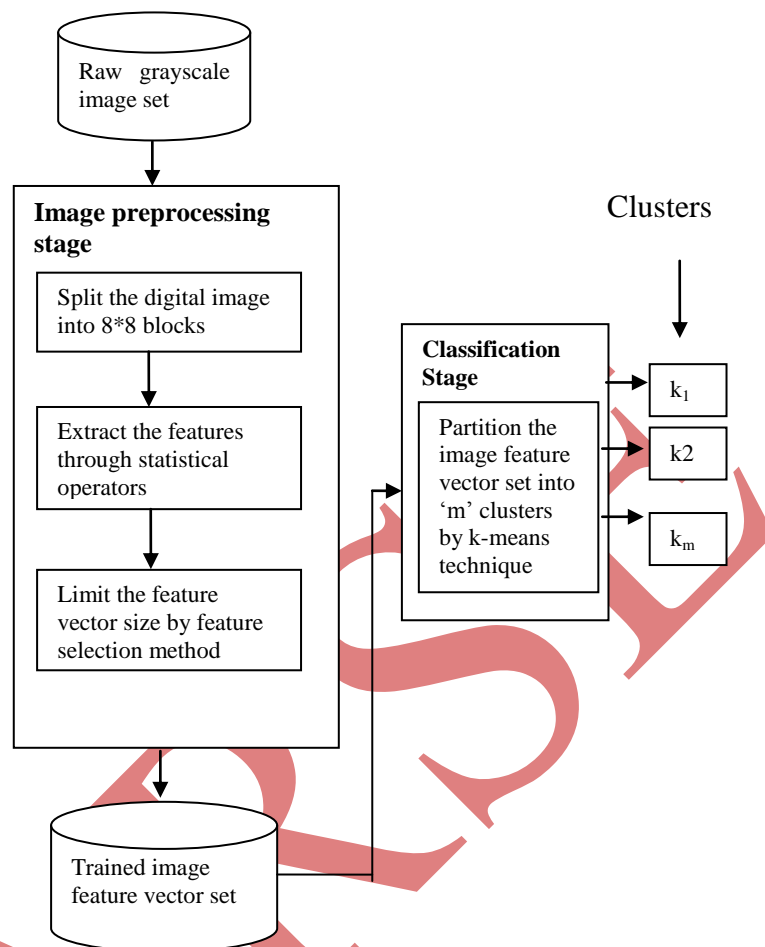 Raw grayscale
image set
Image preprocessing
stage
Split the digital image
into 8*8 blocks
Extract the features
through statistical
operators
Limit the feature
vector size by feature
selection method
Trained image
feature vector set
Classification
Stage
Partition the
image feature
vector set into
‘m’ clusters
by k-means
technique
Clusters
k₁
k2
kₘ